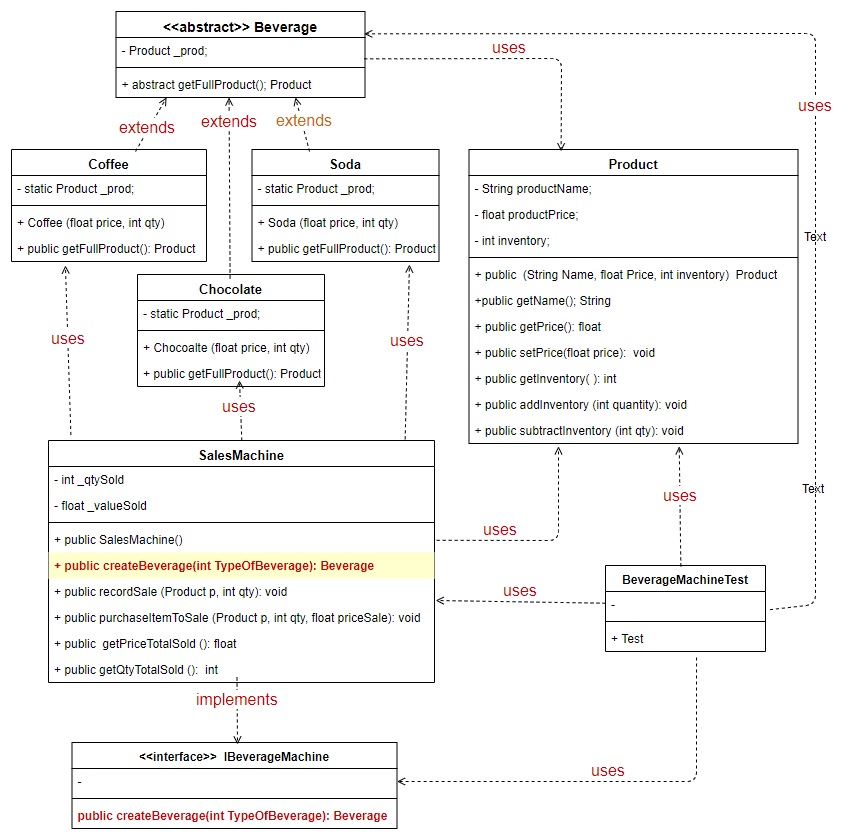 <<abstract>> Beverage
- Product _prod;
+ abstract getFullProduct(); Product
uses
uses
extends
extends
extends
Coffee
- static Product _prod;
+ Coffee (float price, int qty)
+ public getFullProduct(): Product
Soda
- static Product _prod;
+ Soda (float price, int qty)
+ public getFullProduct(): Product
Product
- String productName;
- float productPrice;
- int inventory;
+ public  (String Name, float Price, int inventory)  Product
+public getName(); String
+ public getPrice(): float
+ public setPrice(float price):  void
+ public getInventory( ): int
+ public addInventory (int quantity): void
+ public subtractInventory (int qty): void
Text
Chocolate
- static Product _prod;
+ Chocoalte (float price, int qty)
+ public getFullProduct(): Product
uses
uses
uses
SalesMachine
- int _qtySold
- float _valueSold
+ public SalesMachine()
+ public createBeverage(int TypeOfBeverage): Beverage
+ public recordSale (Product p, int qty): void
+ public purchaseItemToSale (Product p, int qty, float priceSale): void
+ public  getPriceTotalSold (): float
+ public getQtyTotalSold ():  int
uses
uses
Text
uses
BeverageMachineTest
-
+ Test
implements
<<interface>>  IBeverageMachine
-
public createBeverage(int TypeOfBeverage): Beverage
uses